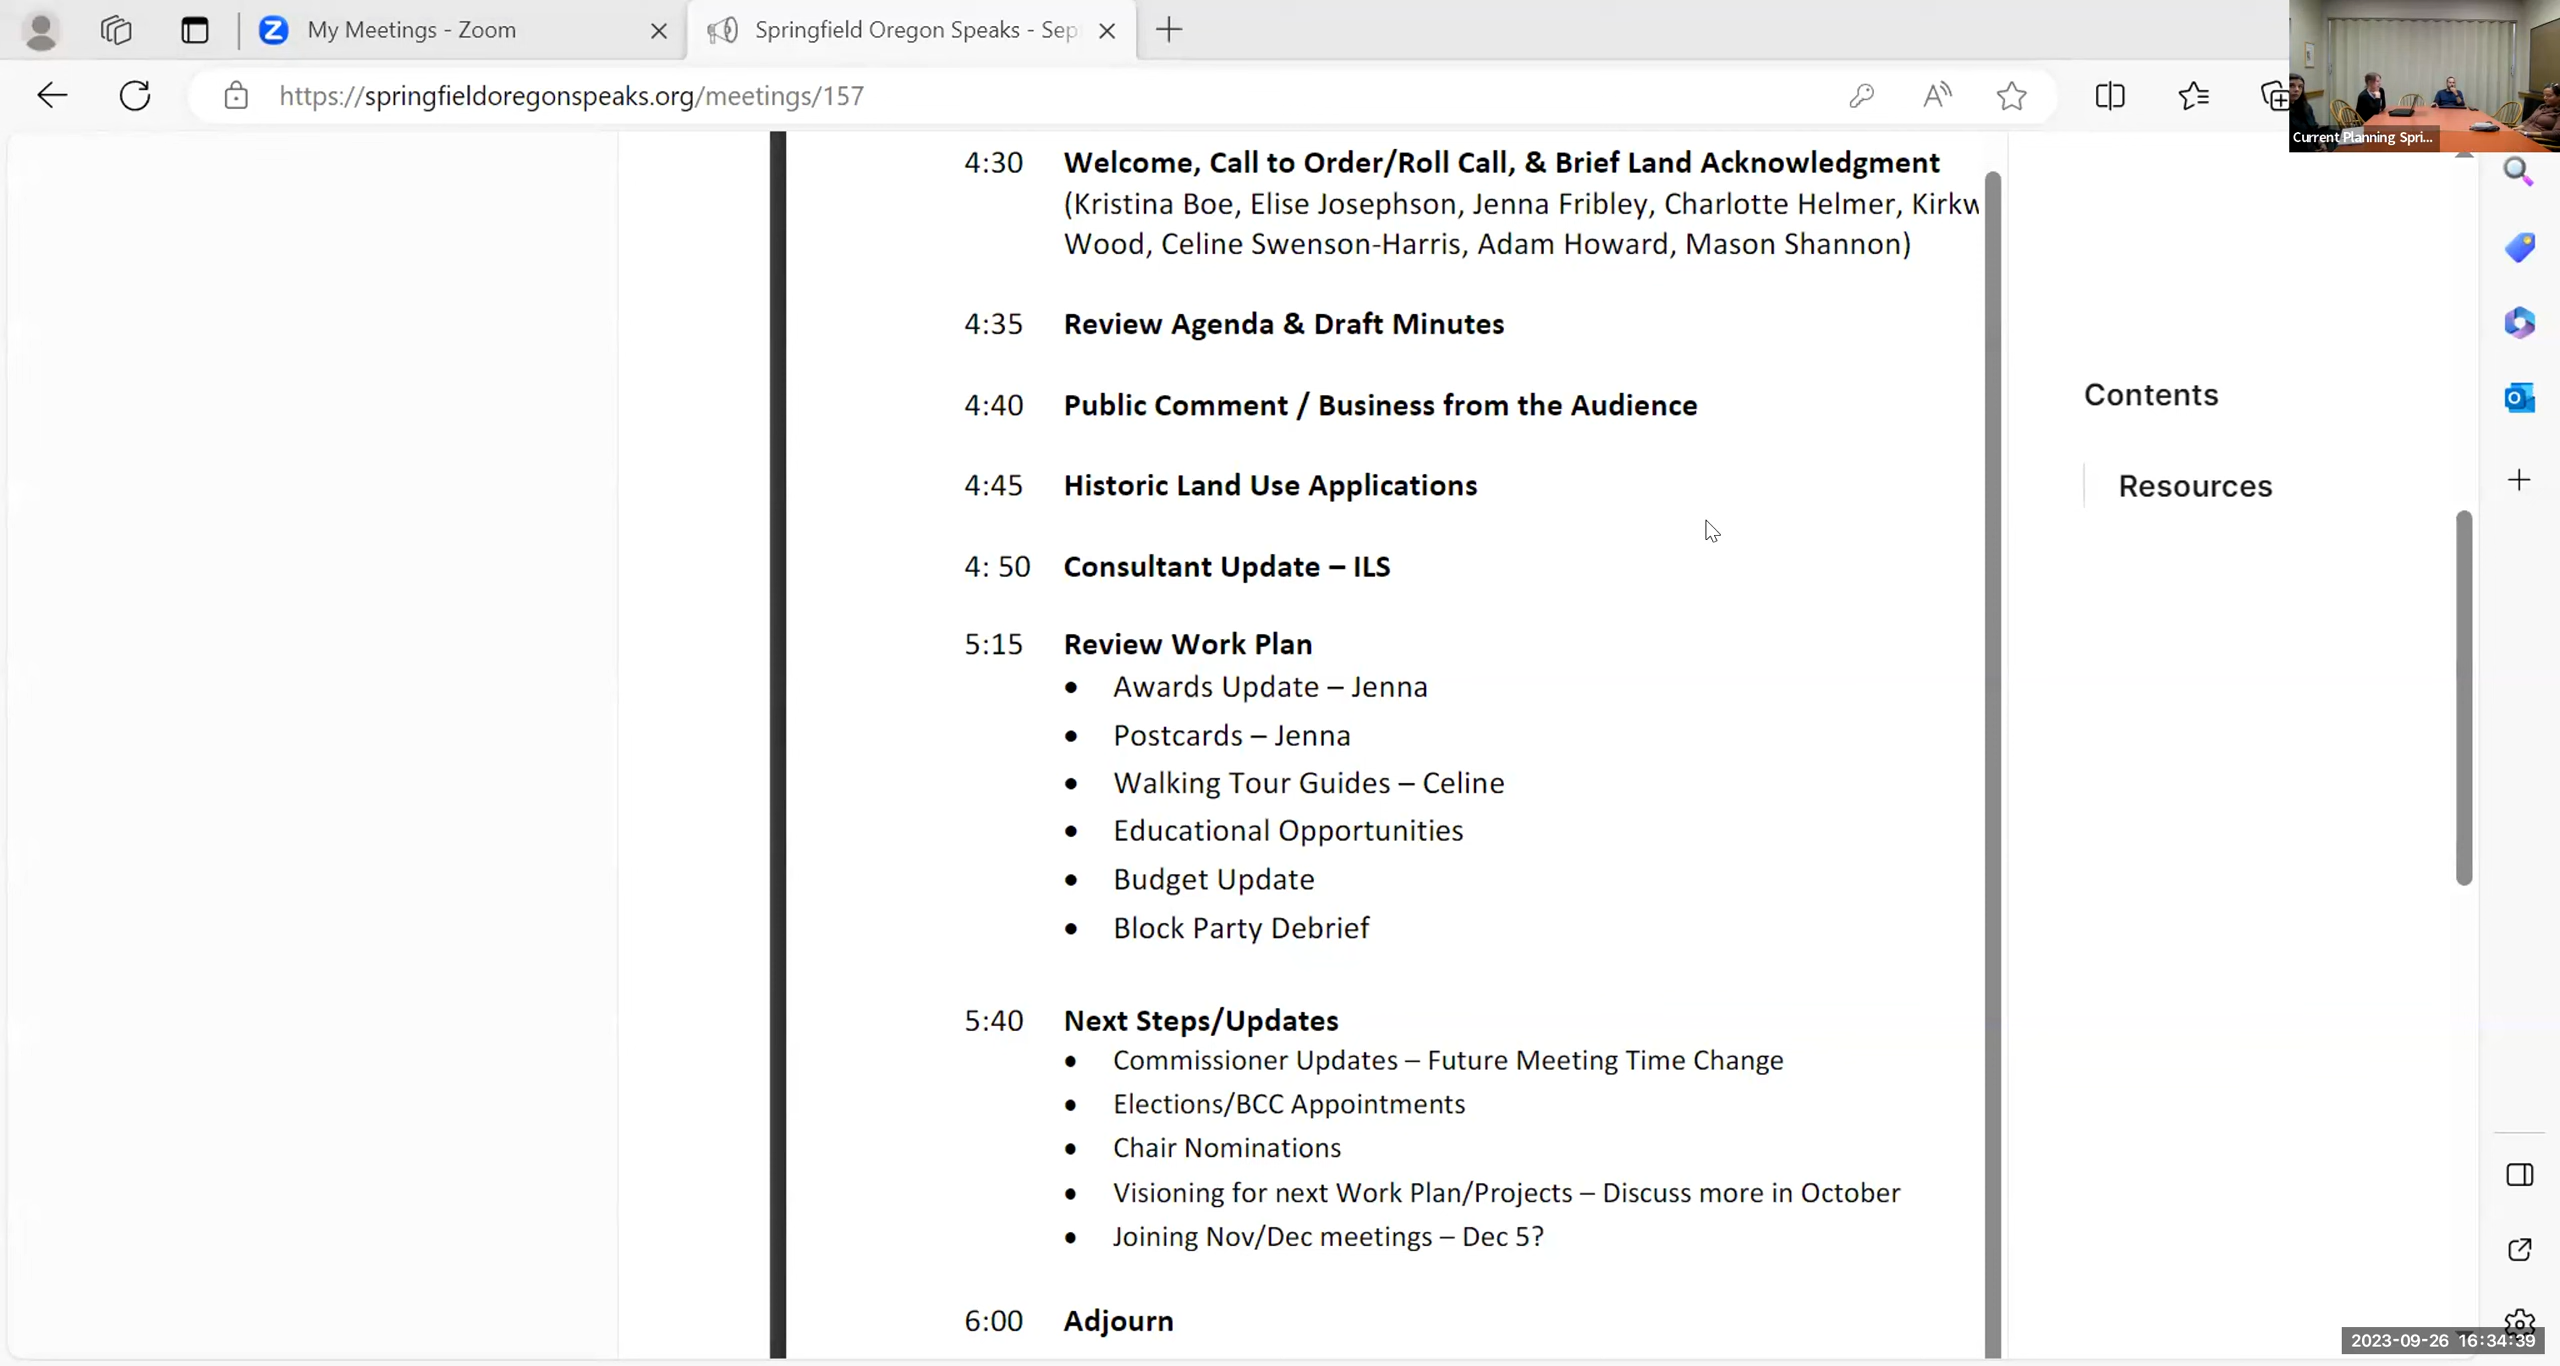 My Meetings - Zoom
Springfield Oregon Speaks - Sep
https://springfieldoregonspeaks.org/meetings/157
Current Planning Spri...
4:30 Welcome, Call to Order/Roll Call, & Brief Land Acknowledgment
(Kristina Boe, Elise Josephson, Jenna Fribley, Charlotte Helmer, Kirkw
Wood, Celine Swenson-Harris, Adam Howard, Mason Shannon)
4:35 Review Agenda & Draft Minutes
4:40 Public Comment / Business from the Audience
4:45 Historic Land Use Applications
4: 50 Consultant Update – ILS
5:15 Review Work Plan
• Awards Update – Jenna
• Postcards – Jenna
• Walking Tour Guides – Celine
• Educational Opportunities
• Budget Update
• Block Party Debrief
5:40 Next Steps/Updates
• Commissioner Updates – Future Meeting Time Change
• Elections/BCC Appointments
• Chair Nominations
• Visioning for next Work Plan/Projects – Discuss more in October
• Joining Nov/Dec meetings – Dec 5?
6:00 Adjourn
Contents
Resources
2023-09-26 16:34:39